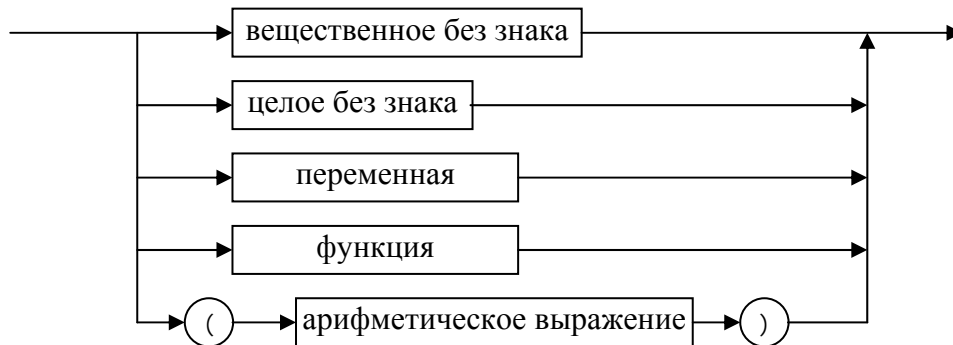 вещественное без знака
целое без знака
переменная
функция
( арифметическое выражение )